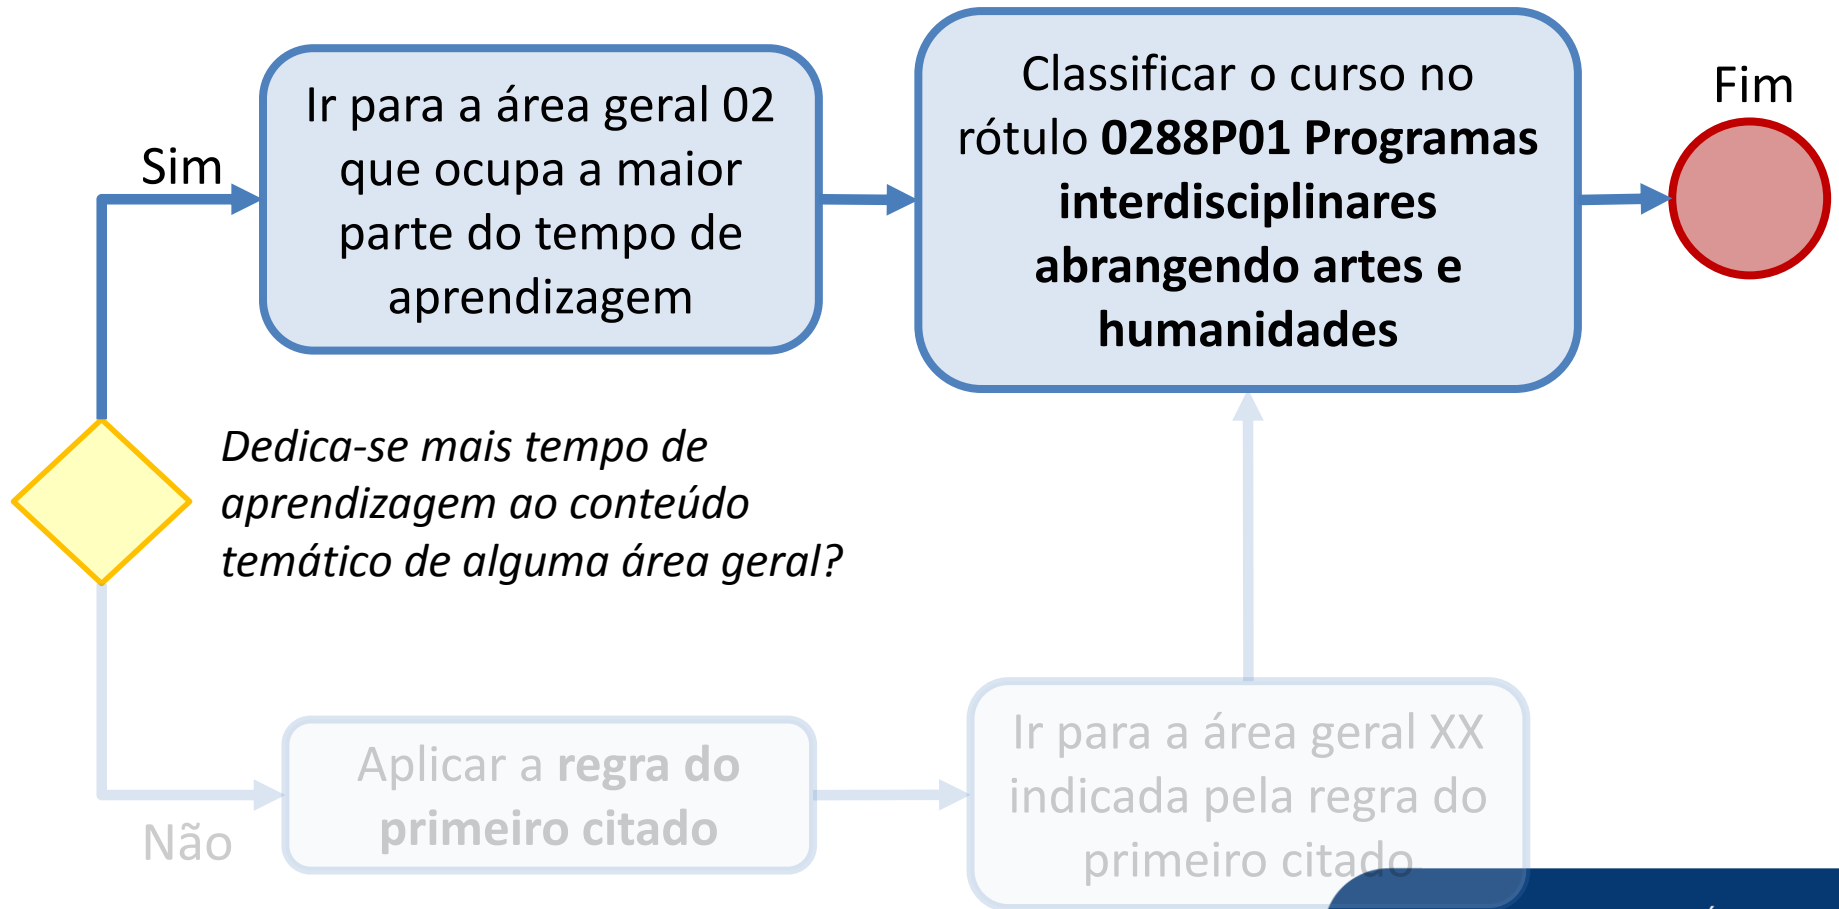 Sim
Ir para a área geral 02
que ocupa a maior
parte do tempo de
aprendizagem
Classificar o curso no
rótulo 0288P01 Programas
interdisciplinares
abrangendo artes e
humanidades
Fim
Dedica-se mais tempo de
aprendizagem ao conteúdo
temático de alguma área geral?
Não
Aplicar a regra do
primeiro citado
Ir para a área geral XX
indicada pela regra do
primeiro citado